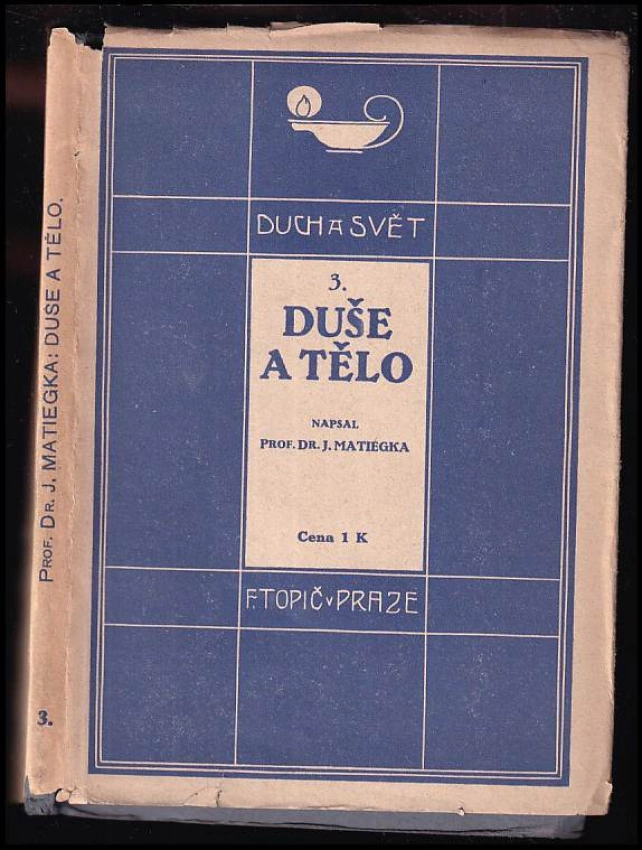 DUCH A SVĚT
3.
DUŠE
A TĚLO
NAPSAL
PROF. DR. J. MATIEGKA
Cena 1 K
F. TOPIČ V PRAZE
PROF. DR. J. MATIEGKA: DUŠE A TĚLO.
3.